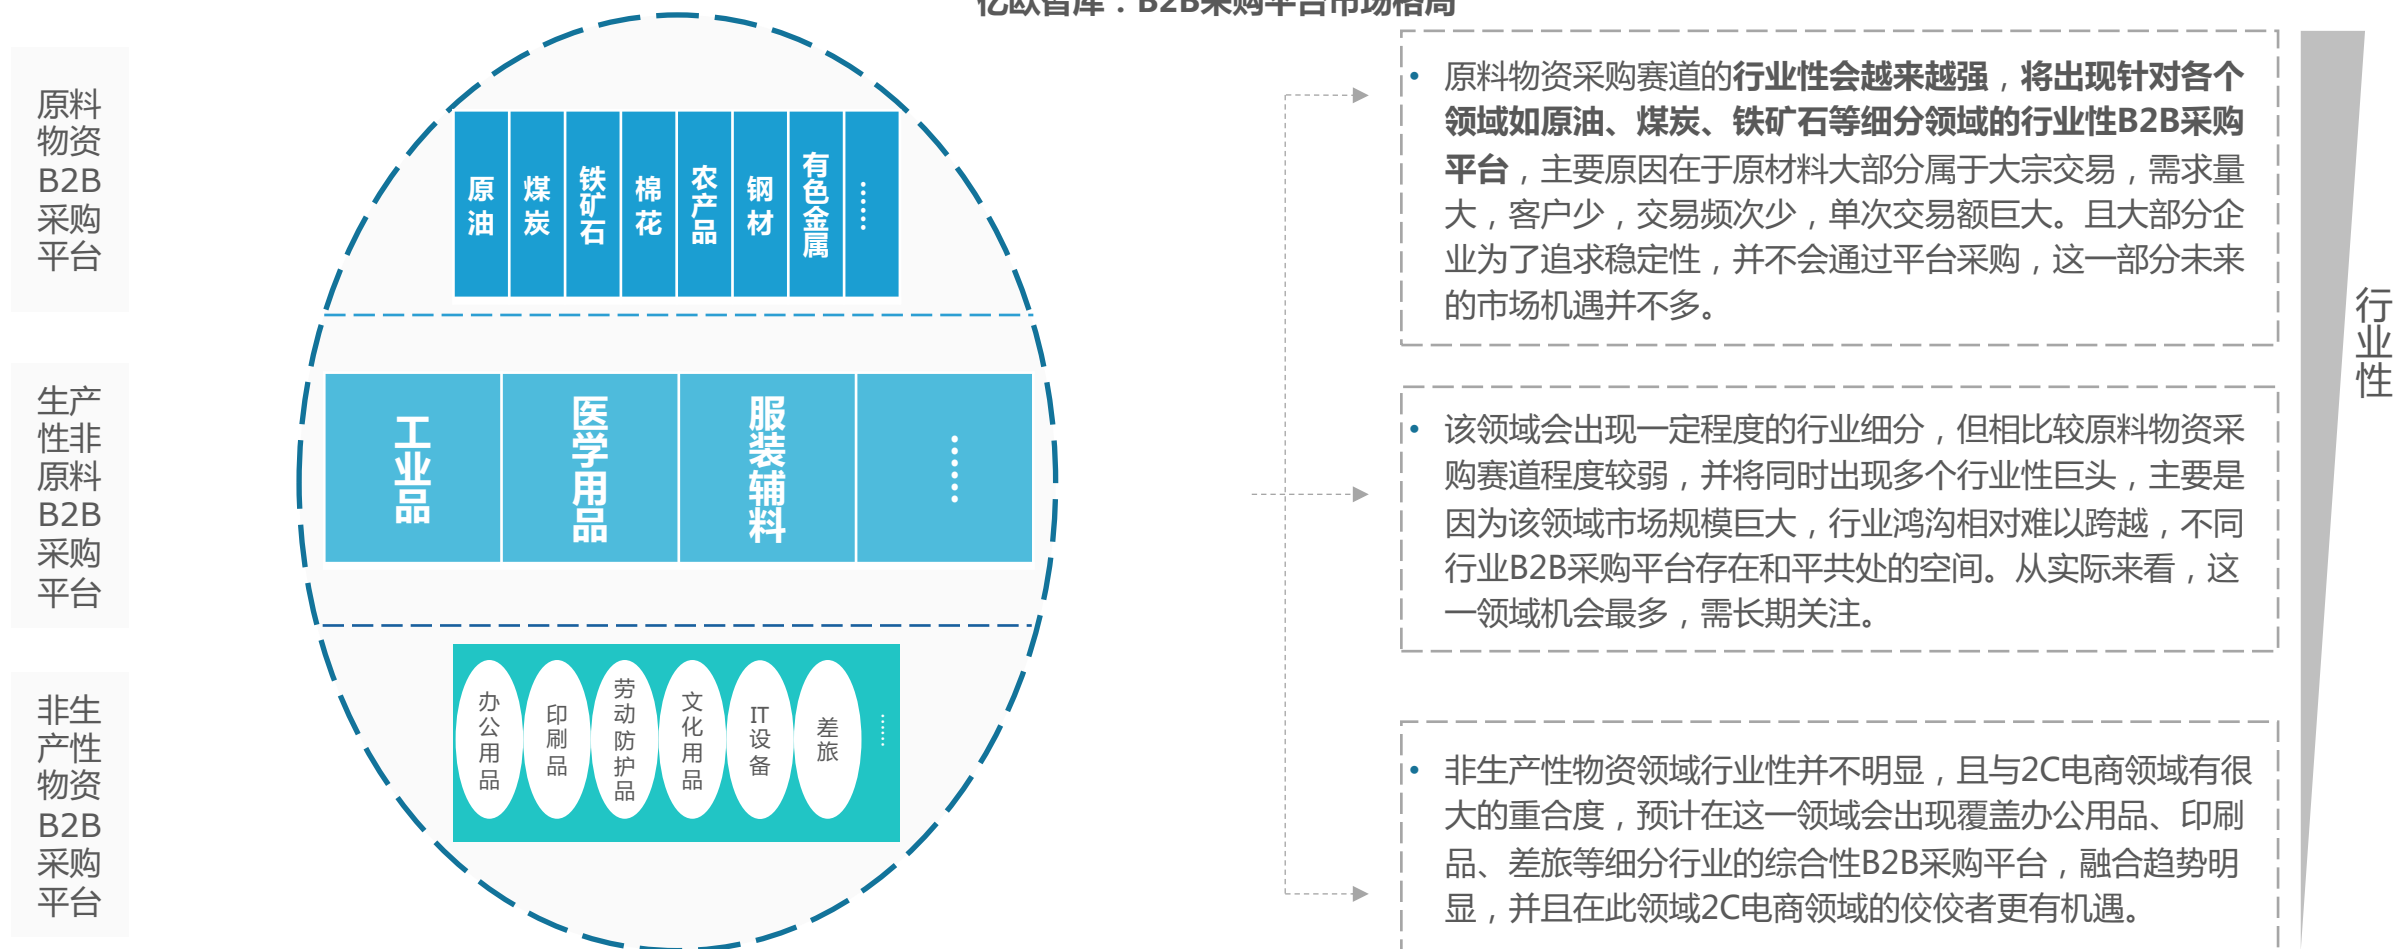 亿欧智库：B2B采购平台市场格局
原料
物资
B2B
采购
平台
原油
煤炭
铁矿石
棉花
农产品
钢材
有色金属
……
• 原料物资采购赛道的行业性会越来越强，将出现针对各个
领域如原油、煤炭、铁矿石等细分领域的行业性B2B采购
平台，主要原因在于原材料大部分属于大宗交易，需求量
大，客户少，交易频次少，单次交易额巨大。且大部分企
业为了追求稳定性，并不会通过平台采购，这一部分未来
的市场机遇并不多。
行业性
生产
性非
原料
B2B
采购
平台
工业品
医学用品
服装辅料
……
• 该领域会出现一定程度的行业细分，但相比较原料物资采
购赛道程度较弱，并将同时出现多个行业性巨头，主要是
因为该领域市场规模巨大，行业鸿沟相对难以跨越，不同
行业B2B采购平台存在和平共处的空间。从实际来看，这
一领域机会最多，需长期关注。
非生
产性
物资
B2B
采购
平台
办公用品
印刷品
劳动防护品
文化用品
IT设备
差旅
……
• 非生产性物资领域行业性并不明显，且与2C电商领域有很
大的重合度，预计在这一领域会出现覆盖办公用品、印刷
品、差旅等细分行业的综合性B2B采购平台，融合趋势明
显，并且在此领域2C电商领域的佼佼者更有机遇。